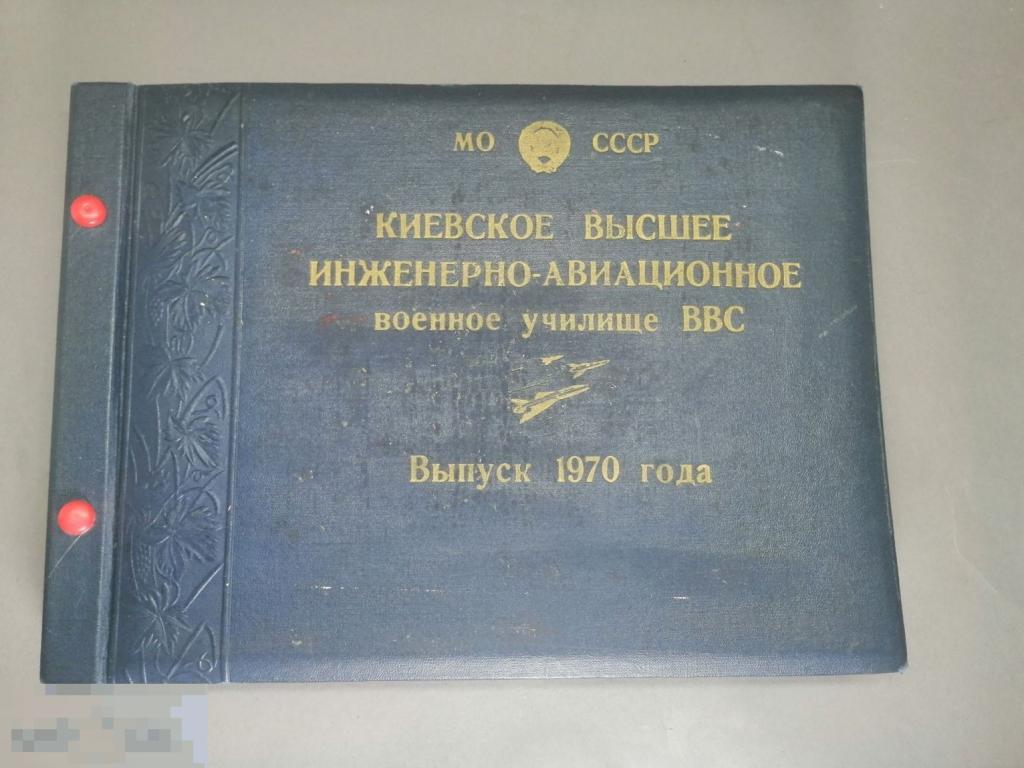 МО СССР
КИЕВСКОЕ ВЫСШЕЕ
ИНЖЕНЕРНО-АВИАЦИОННОЕ
ВОЕННОЕ УЧИЛИЩЕ ВВС
Выпуск 1970 года